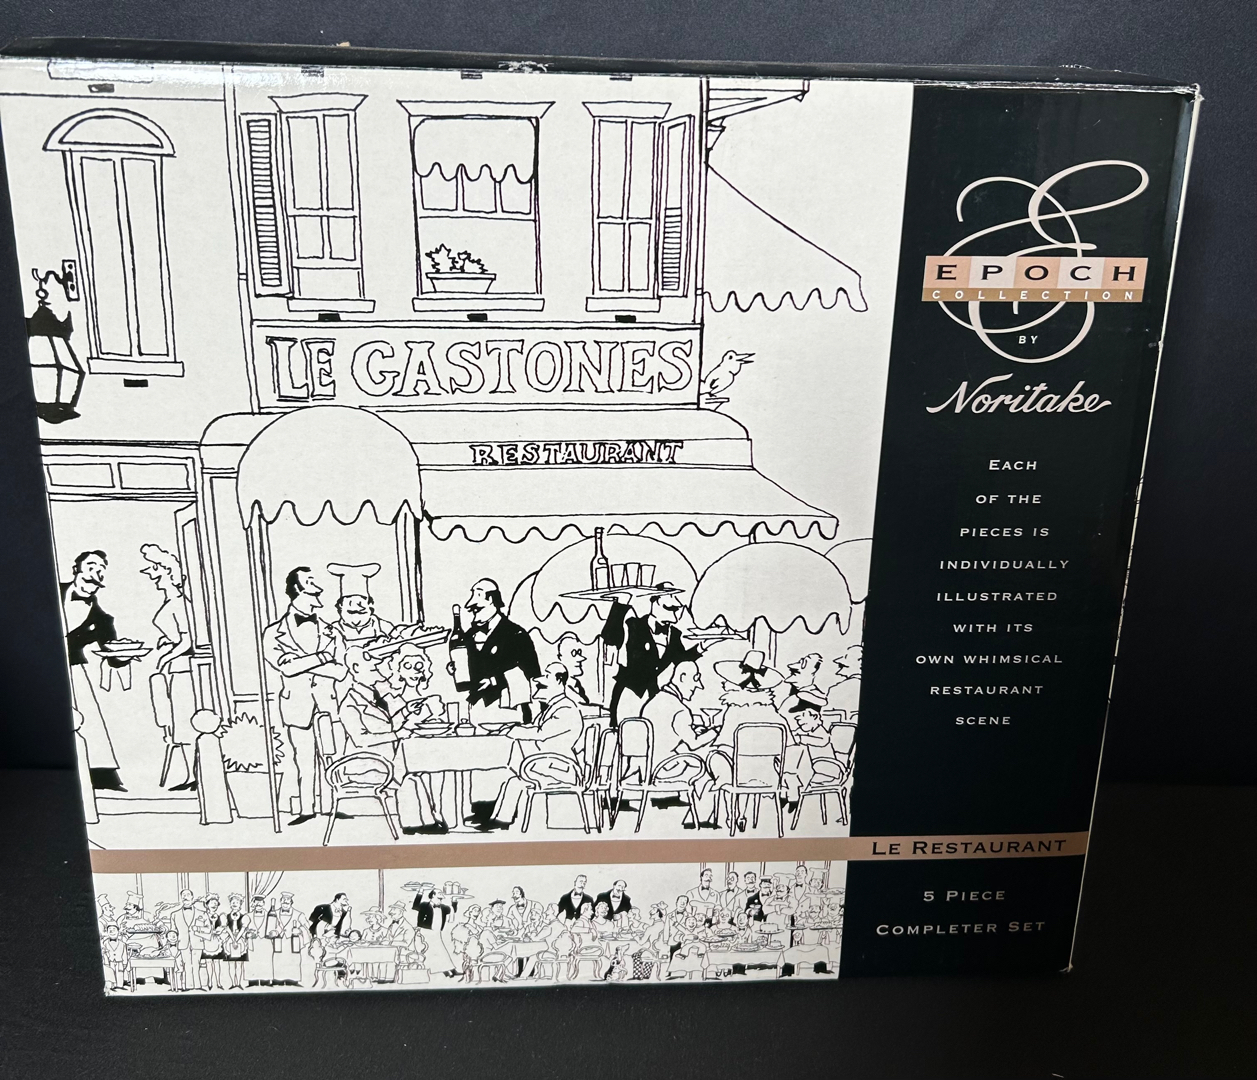 LE GASTONES
RESTAURANT
EPOCH
COLLECTION
BY
Noritake
EACH
OF THE
PIECES IS
INDIVIDUALLY
ILLUSTRATED
WITH ITS
OWN WHIMSICAL
RESTAURANT
SCENE
LE RESTAURANT
5 PIECE
COMPLETER SET